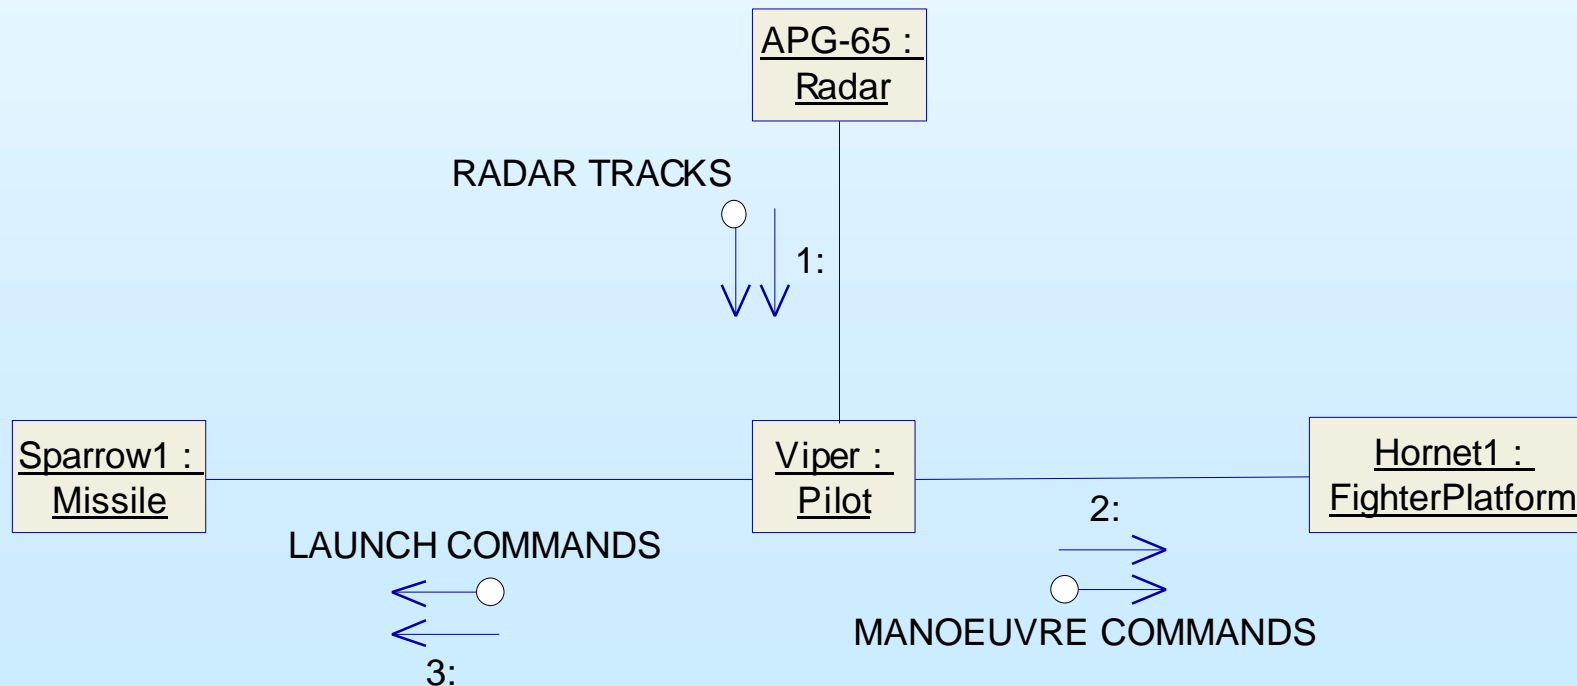 APG-65 :
Radar
RADAR TRACKS
1:
Sparrow1 :
Missile
Viper :
Pilot
Hornet1 :
FighterPlatform
2:
LAUNCH COMMANDS
MANOEUVRE COMMANDS
3: